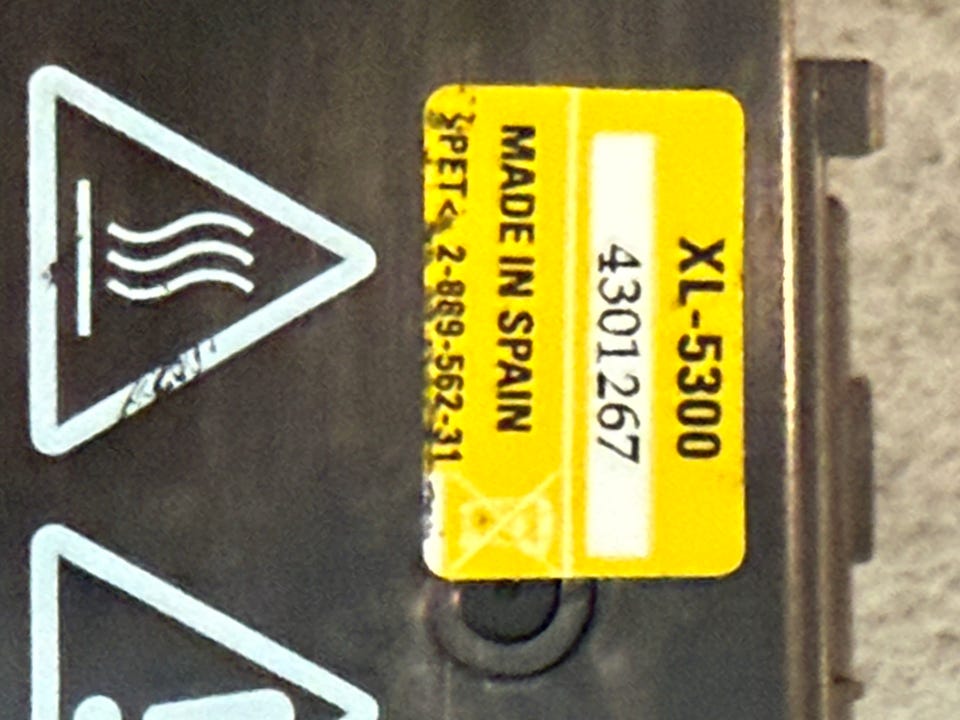 XL-5300
4301267
MADE IN SPAIN
>PET< 2-889-562-31